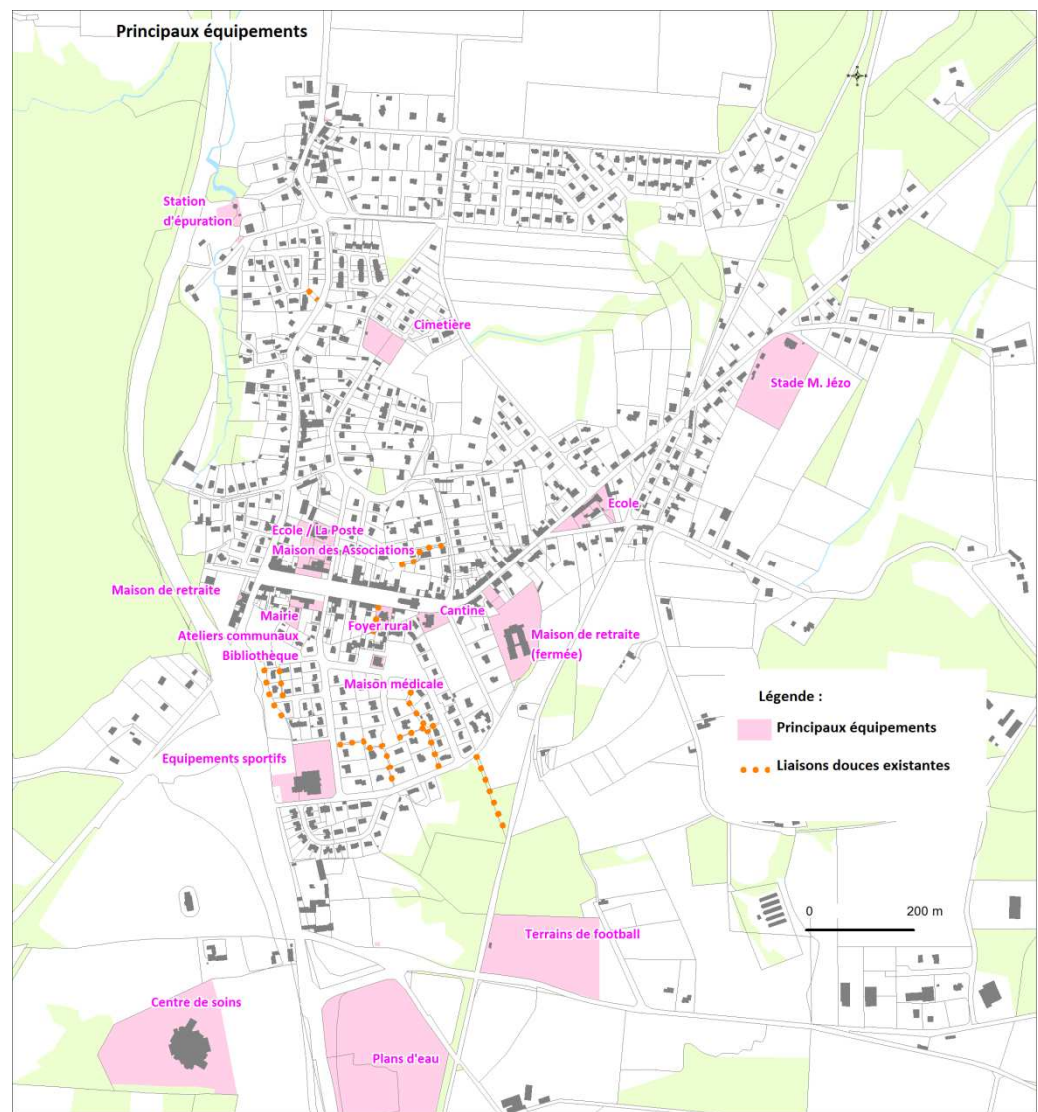 Principaux équipements
Station
d'épuration
Cimetière
Stade M. Jézo
Ecole
Ecole / La Poste
Maison des Associations
Maison de retraite
Mairie
Cantine
Foyer rural
Ateliers communaux
Bibliothèque
Maison de retraite
(fermée)
Maison médicale
Légende :
Principaux équipements
Liaisons douces existantes
Equipements sportifs
0 200 m
Terrains de football
Centre de soins
Plans d'eau